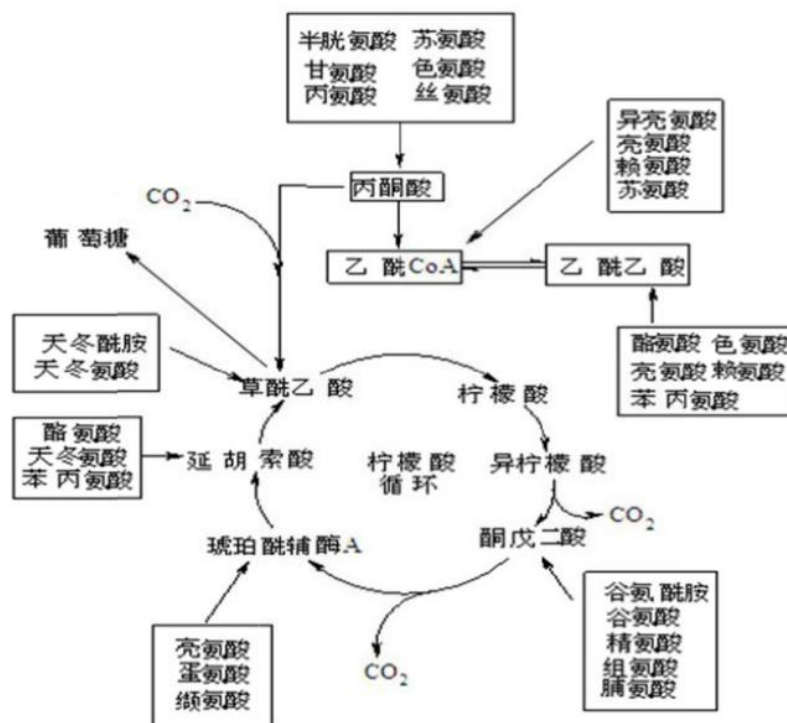 半胱氨酸 苏氨酸
甘氨酸 色氨酸
丙氨酸 丝氨酸
异亮氨酸
亮氨酸
赖氨酸
苏氨酸
丙酮酸
CO₂
葡萄糖
乙酰CoA
乙酰乙酸
天冬酰胺
天冬氨酸
酪氨酸 色氨酸
亮氨酸 赖氨酸
苯丙氨酸
草酰乙酸
柠檬酸
酪氨酸
天冬氨酸
苯丙氨酸
延胡索酸
柠檬酸
循环
异柠檬酸
CO₂
琥珀酰辅酶A
酮戊二酸
谷氨酰胺
谷氨酸
精氨酸
组氨酸
脯氨酸
亮氨酸
蛋氨酸
缬氨酸
CO₂